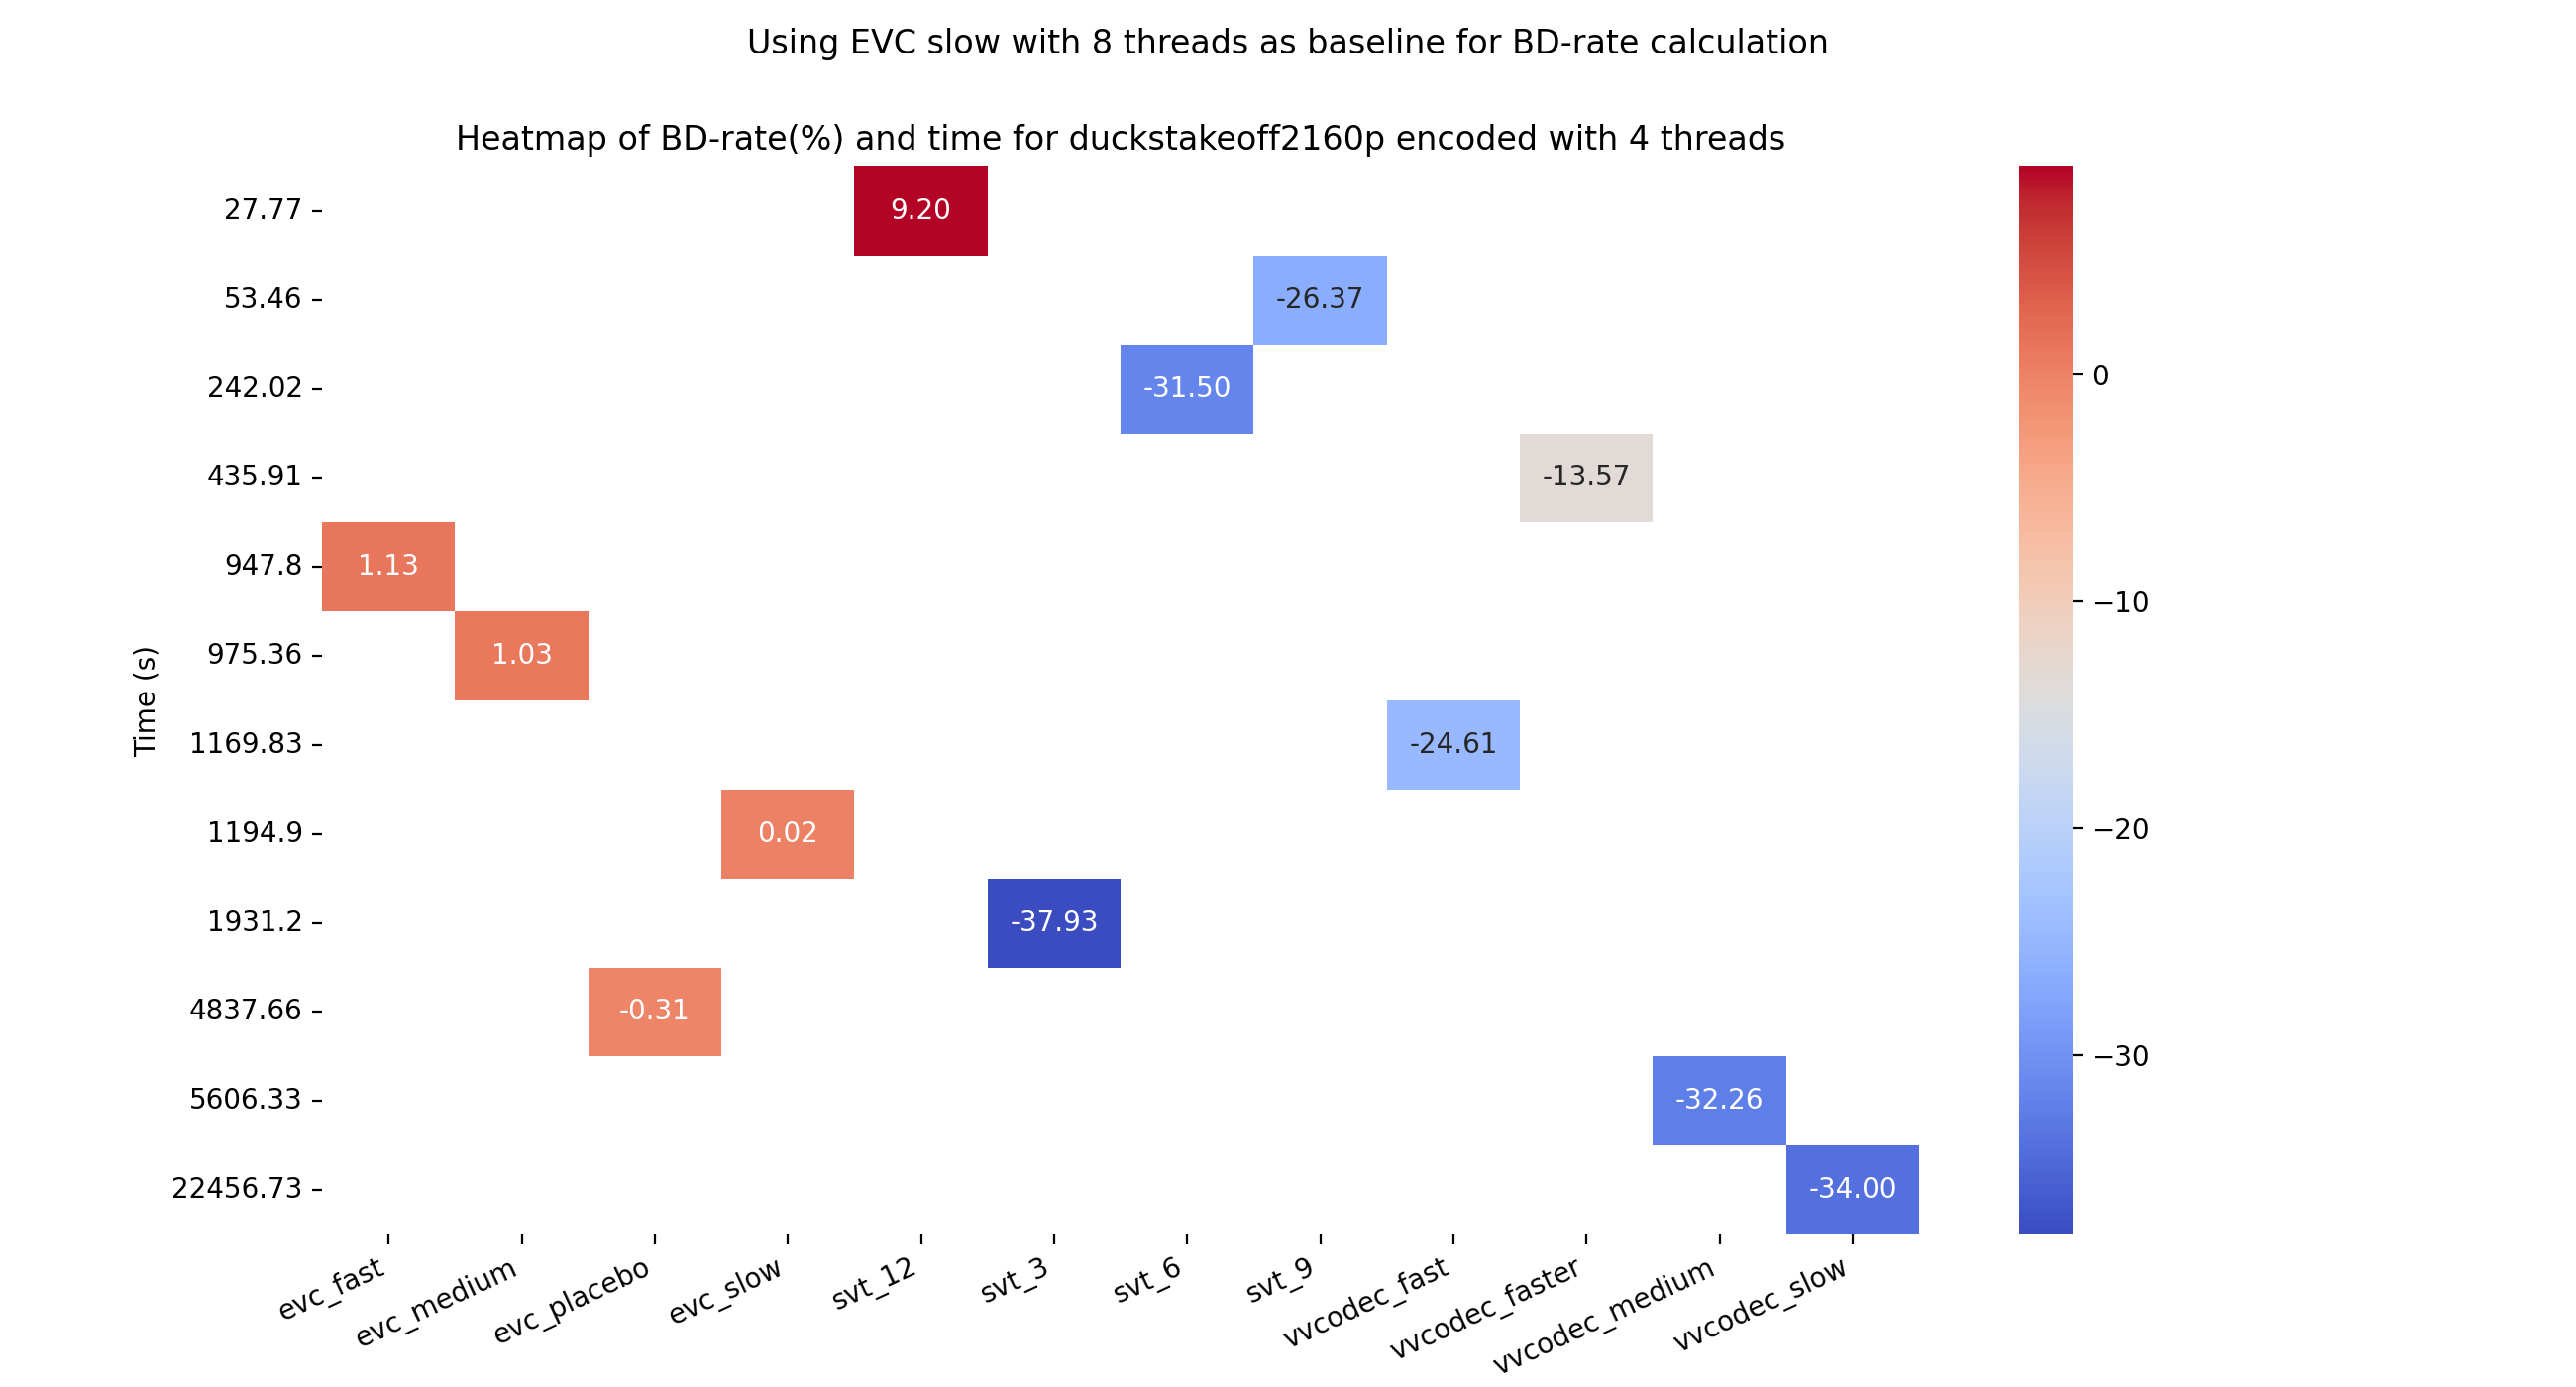 Using EVC slow with 8 threads as baseline for BD-rate calculation
Heatmap of BD-rate(%) and time for duckstakeoff2160p encoded with 4 threads
27.77
9.20
53.46
-26.37
242.02
-31.50
0
435.91
-13.57
947.8
1.13
−10
975.36
1.03
Time (s)
1169.83
-24.61
1194.9
0.02
−20
1931.2
-37.93
4837.66
-0.31
−30
5606.33
-32.26
22456.73
-34.00
evc_fast
evc_medium
evc_placebo
evc_slow
svt_12
svt_3
svt_6
svt_9
vvcodec_fast
vvcodec_faster
vvcodec_medium
vvcodec_slow